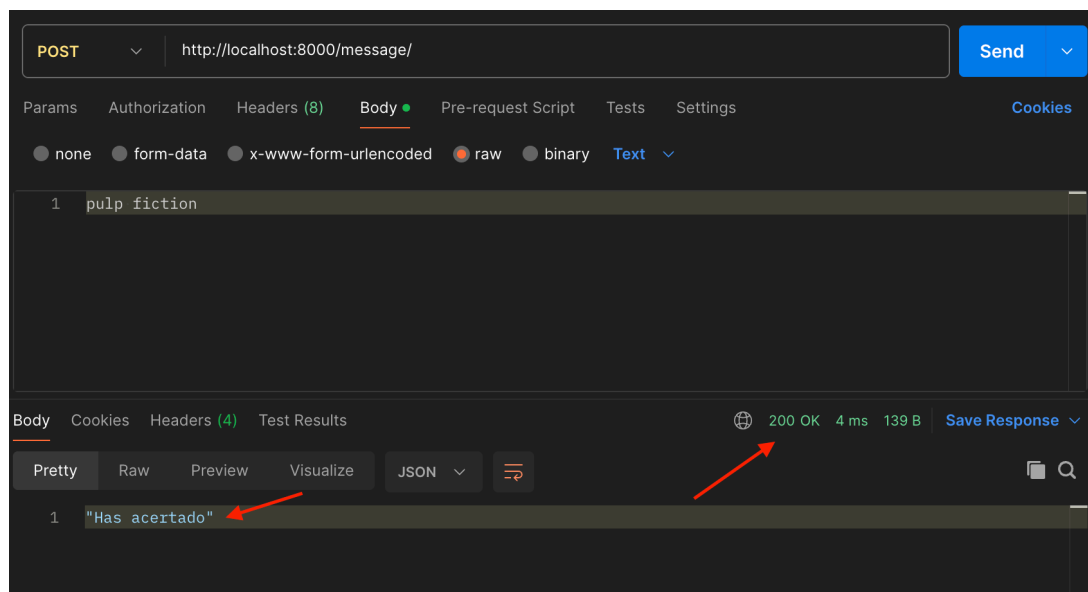 POST http://localhost:8000/message/ Send
Params Authorization Headers (8) Body Pre-request Script Tests Settings Cookies
none form-data x-www-form-urlencoded raw binary Text
1 pulp fiction
Body Cookies Headers (4) Test Results 200 OK 4 ms 139 B Save Response
Pretty Raw Preview Visualize JSON
1 "Has acertado"